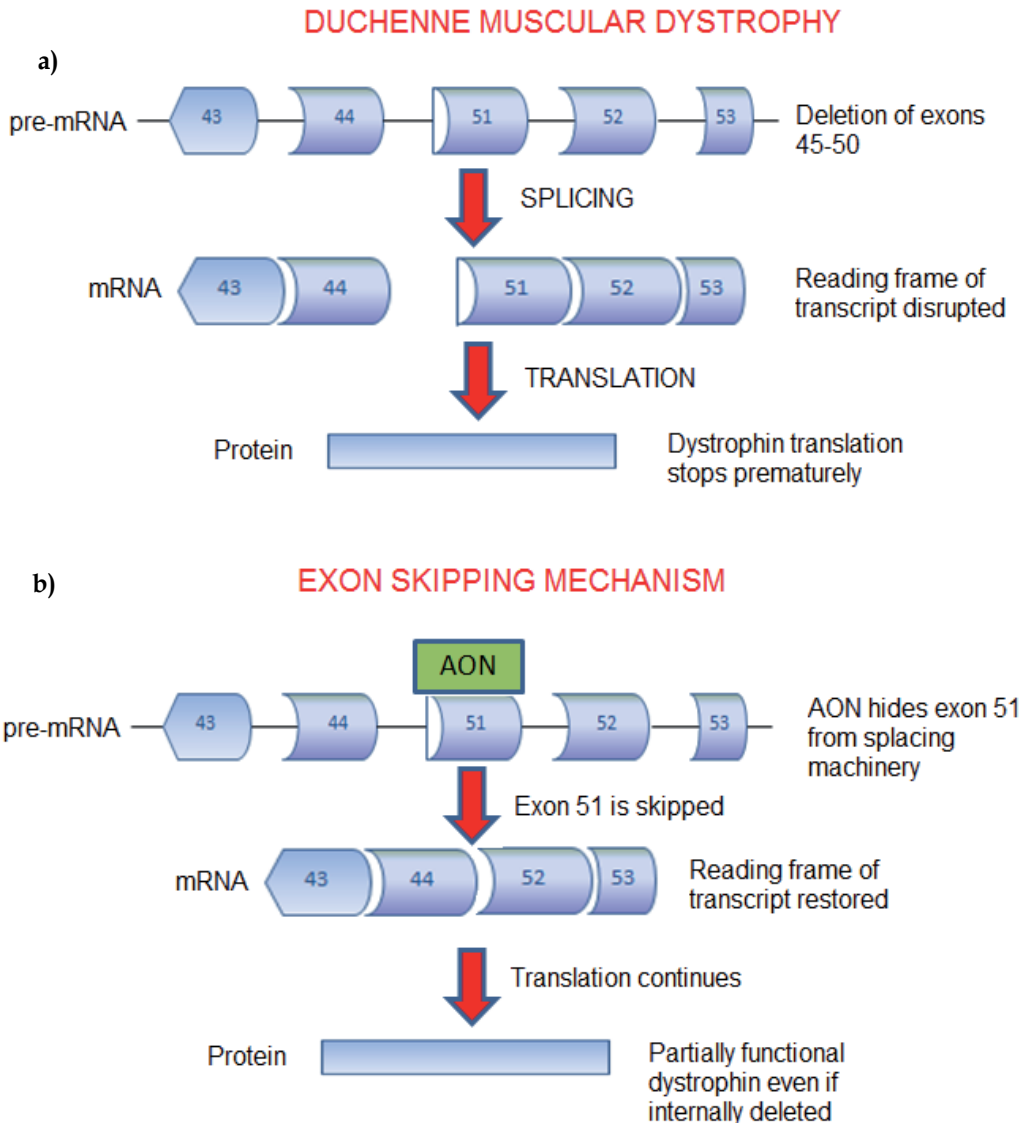 DUCHENNE MUSCULAR DYSTROPHY
a)
pre-mRNA 43 44 51 52 53 Deletion of exons
45-50
SPLICING
mRNA 43 44 51 52 53 Reading frame of
transcript disrupted
TRANSLATION
Protein Dystrophin translation
stops prematurely
b) EXON SKIPPING MECHANISM
AON
pre-mRNA 43 44 51 52 53 AON hides exon 51
from splacing
machinery
Exon 51 is skipped
mRNA 43 44 52 53 Reading frame of
transcript restored
Translation continues
Protein Partially functional
dystrophin even if
internally deleted